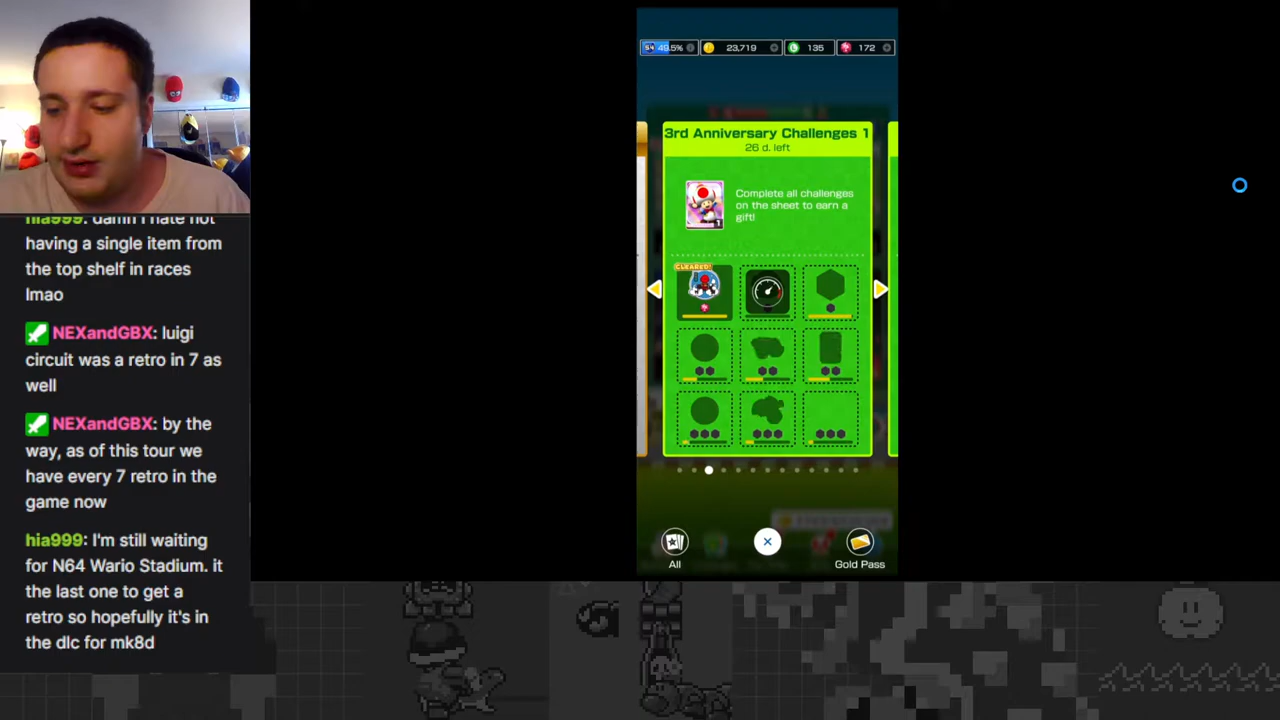 hia999: damn I hate not
having a single item from
the top shelf in races
lmao
NEXandGBX: luigi
circuit was a retro in 7 as
well
NEXandGBX: by the
way, as of this tour we
have every 7 retro in the
game now
hia999: I'm still waiting
for N64 Wario Stadium. it
the last one to get a
retro so hopefully it's in
the dlc for mk8d
54 49.5% 23,719 135 172
3rd Anniversary Challenges 1
26 d. left
Complete all challenges
on the sheet to earn a
gift!
1
CLEARED!
All
Gold Pass